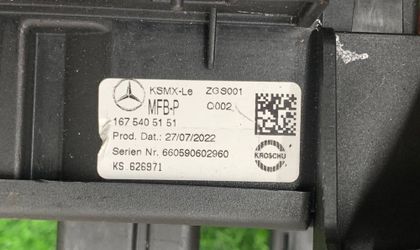 KSMX-Le ZGS001
MFB-P C002
167 540 51 51
Prod. Dat.: 27/07/2022
Serien Nr. 660590602960
KROSCHU
KS 626971